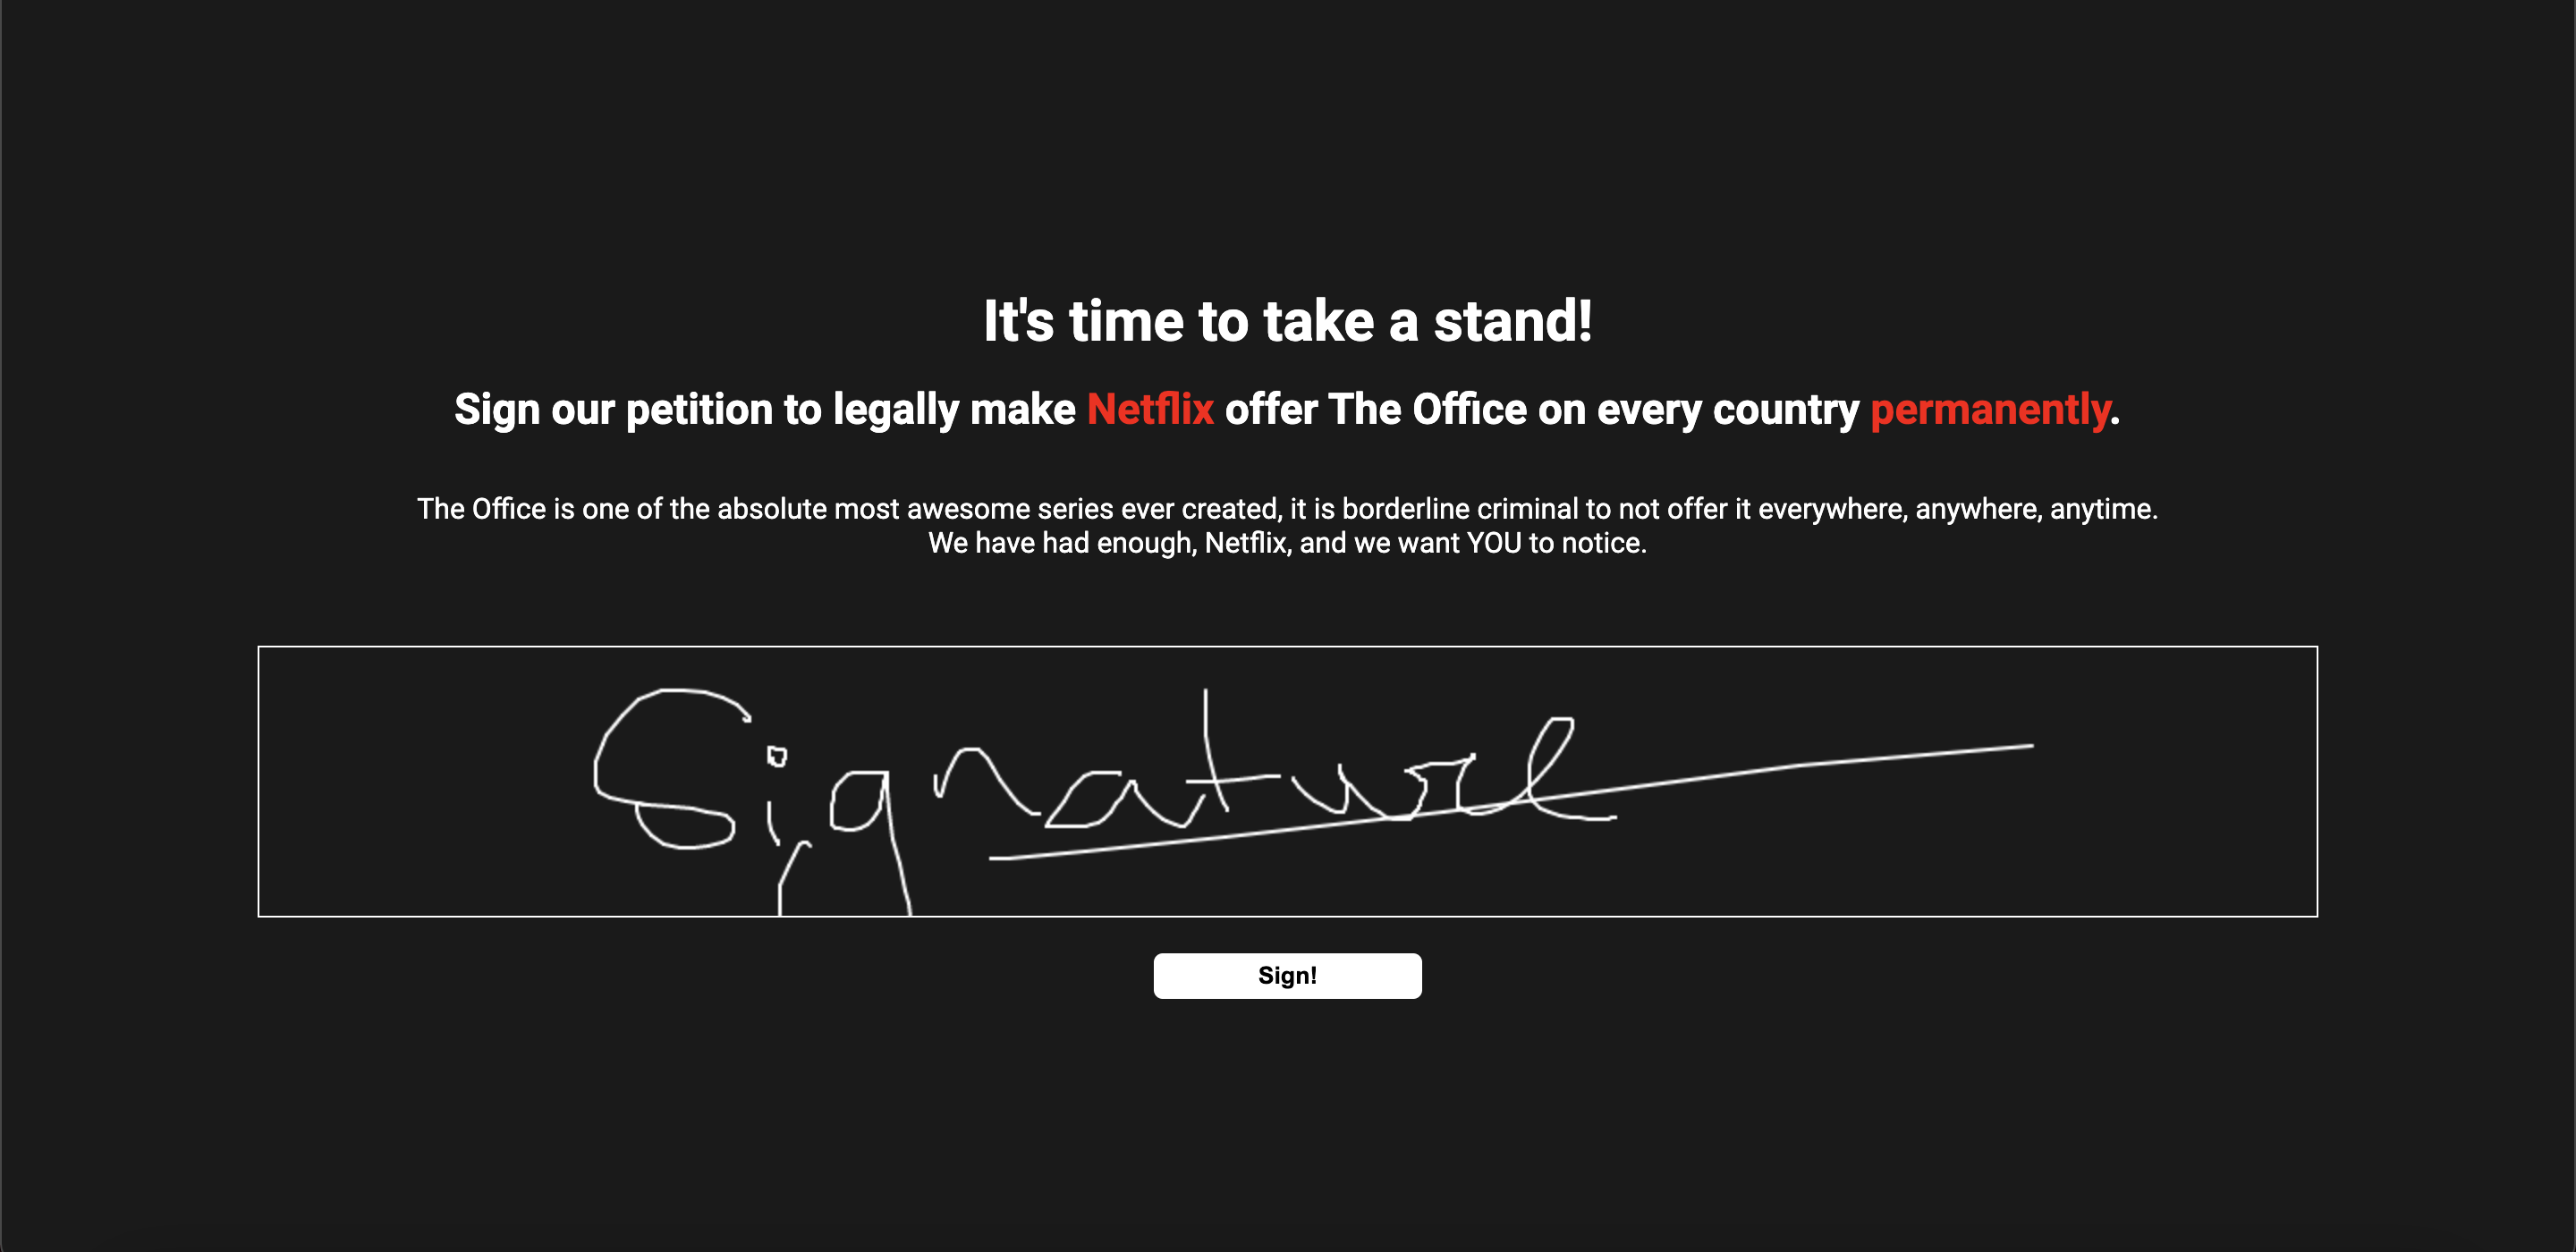 It's time to take a stand!
Sign our petition to legally make Netflix offer The Office on every country permanently.
The Office is one of the absolute most awesome series ever created, it is borderline criminal to not offer it everywhere, anywhere, anytime.
We have had enough, Netflix, and we want YOU to notice.
Signature
Sign!